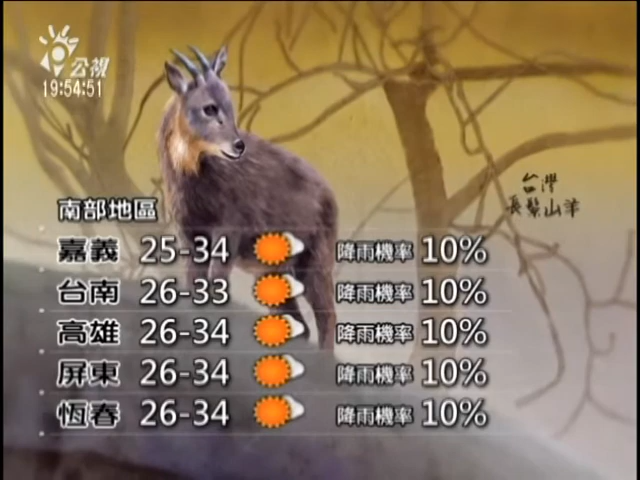 公視
19:54:51
台灣
長鬃山羊
南部地區
嘉義 25-34 降雨機率 10%
台南 26-33 降雨機率 10%
高雄 26-34 降雨機率 10%
屏東 26-34 降雨機率 10%
恆春 26-34 降雨機率 10%